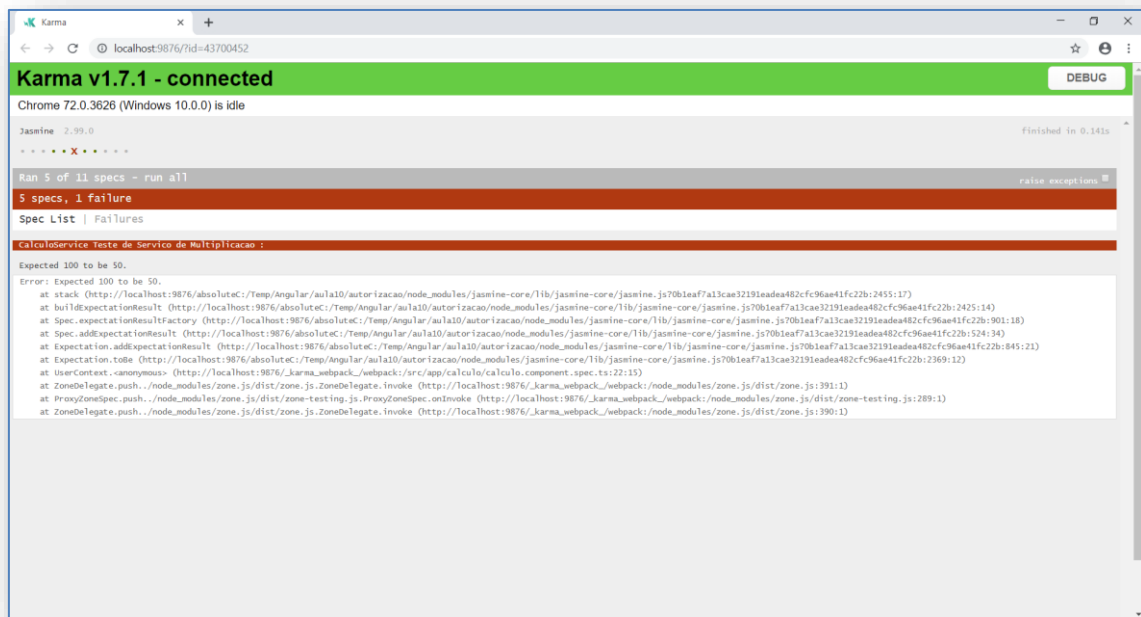 Karma
localhost:9876/?id=43700452
Karma v1.7.1 - connected
DEBUG
Chrome 72.0.3626 (Windows 10.0.0) is idle
Jasmine 2.99.0
finished in 0.141s
Ran 5 of 11 specs - run all
raise exceptions
5 specs, 1 failure
Spec List | Failures
CalculoService Teste de Servico de Multiplicacao :
Expected 100 to be 50.
Error: Expected 100 to be 50.
at stack (http://localhost:9876/absoluteC:/Temp/Angular/aula10/autorizacao/node_modules/jasmine-core/lib/jasmine-core/jasmine.js?0b1eaf7a13cae32191eadea482cfc96ae41fc22b:2455:17)
at buildExpectationResult (http://localhost:9876/absoluteC:/Temp/Angular/aula10/autorizacao/node_modules/jasmine-core/lib/jasmine-core/jasmine.js?0b1eaf7a13cae32191eadea482cfc96ae41fc22b:2425:14)
at Spec.expectationResultFactory (http://localhost:9876/absoluteC:/Temp/Angular/aula10/autorizacao/node_modules/jasmine-core/lib/jasmine-core/jasmine.js?0b1eaf7a13cae32191eadea482cfc96ae41fc22b:901:18)
at Spec.addExpectationResult (http://localhost:9876/absoluteC:/Temp/Angular/aula10/autorizacao/node_modules/jasmine-core/lib/jasmine-core/jasmine.js?0b1eaf7a13cae32191eadea482cfc96ae41fc22b:524:34)
at Expectation.addExpectationResult (http://localhost:9876/absoluteC:/Temp/Angular/aula10/autorizacao/node_modules/jasmine-core/lib/jasmine-core/jasmine.js?0b1eaf7a13cae32191eadea482cfc96ae41fc22b:845:21)
at Expectation.toBe (http://localhost:9876/absoluteC:/Temp/Angular/aula10/autorizacao/node_modules/jasmine-core/lib/jasmine-core/jasmine.js?0b1eaf7a13cae32191eadea482cfc96ae41fc22b:2369:12)
at UserContext.<anonymous> (http://localhost:9876/_karma_webpack_/webpack:/src/app/calculo/calculo.component.spec.ts:22:15)
at ZoneDelegate.push../node_modules/zone.js/dist/zone.js.ZoneDelegate.invoke (http://localhost:9876/_karma_webpack_/webpack:/node_modules/zone.js/dist/zone.js:391:1)
at ProxyZoneSpec.push../node_modules/zone.js/dist/zone-testing.js.ProxyZoneSpec.onInvoke (http://localhost:9876/_karma_webpack_/webpack:/node_modules/zone.js/dist/zone-testing.js:289:1)
at ZoneDelegate.push../node_modules/zone.js/dist/zone.js.ZoneDelegate.invoke (http://localhost:9876/_karma_webpack_/webpack:/node_modules/zone.js/dist/zone.js:390:1)